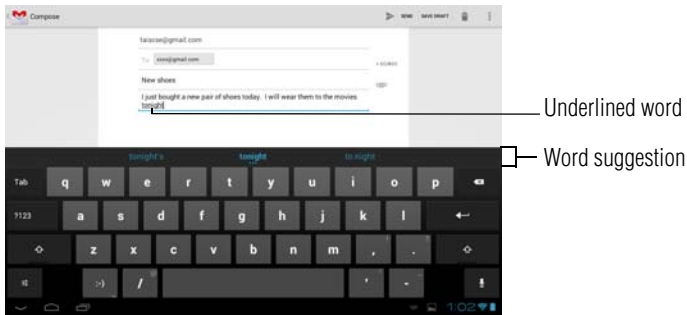 Compose
SEND
SAVE DRAFT
taiacoe@gmail.com
To
New shoes
I just bought a new pair of shoes today. I will wear them to the movies
tonight
Underlined word
tonight's tonight to night
Word suggestion
Tab q w e r t y u i o p
?123 a s d f g h j k l
z x c v b n m , .
:-) / ' -
1:02